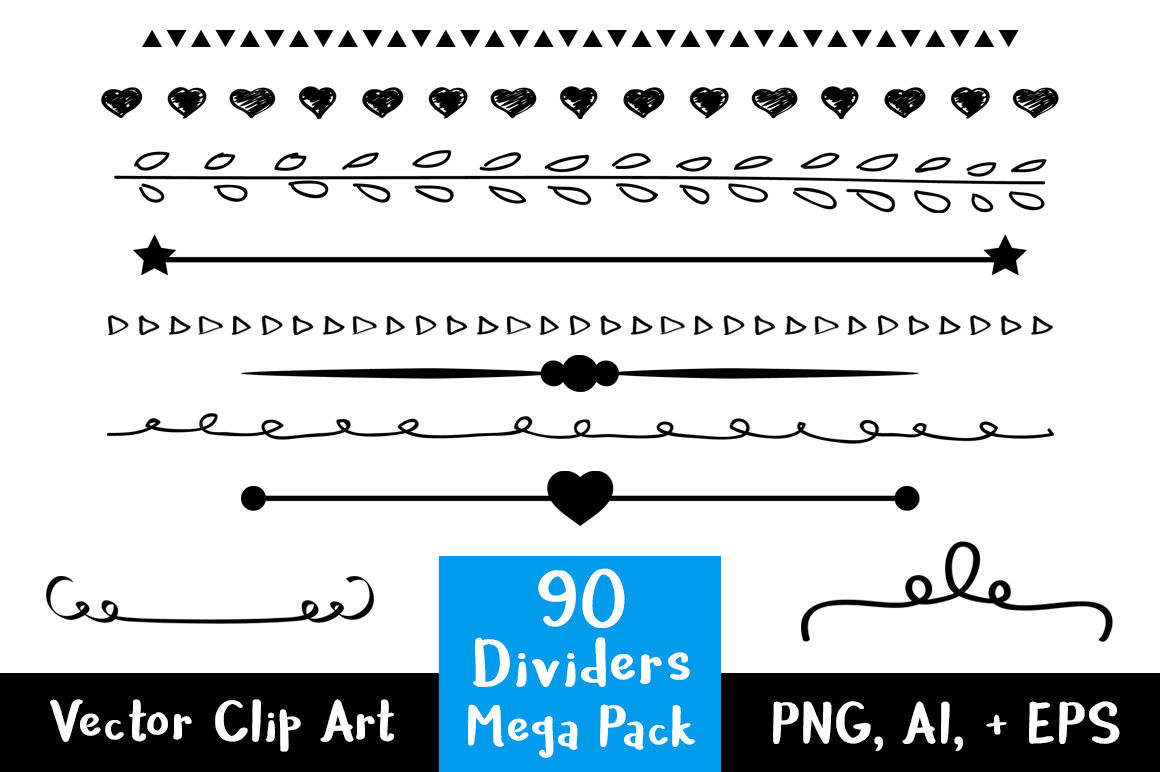 90
Dividers
Mega Pack
Vector Clip Art
PNG, AI, + EPS